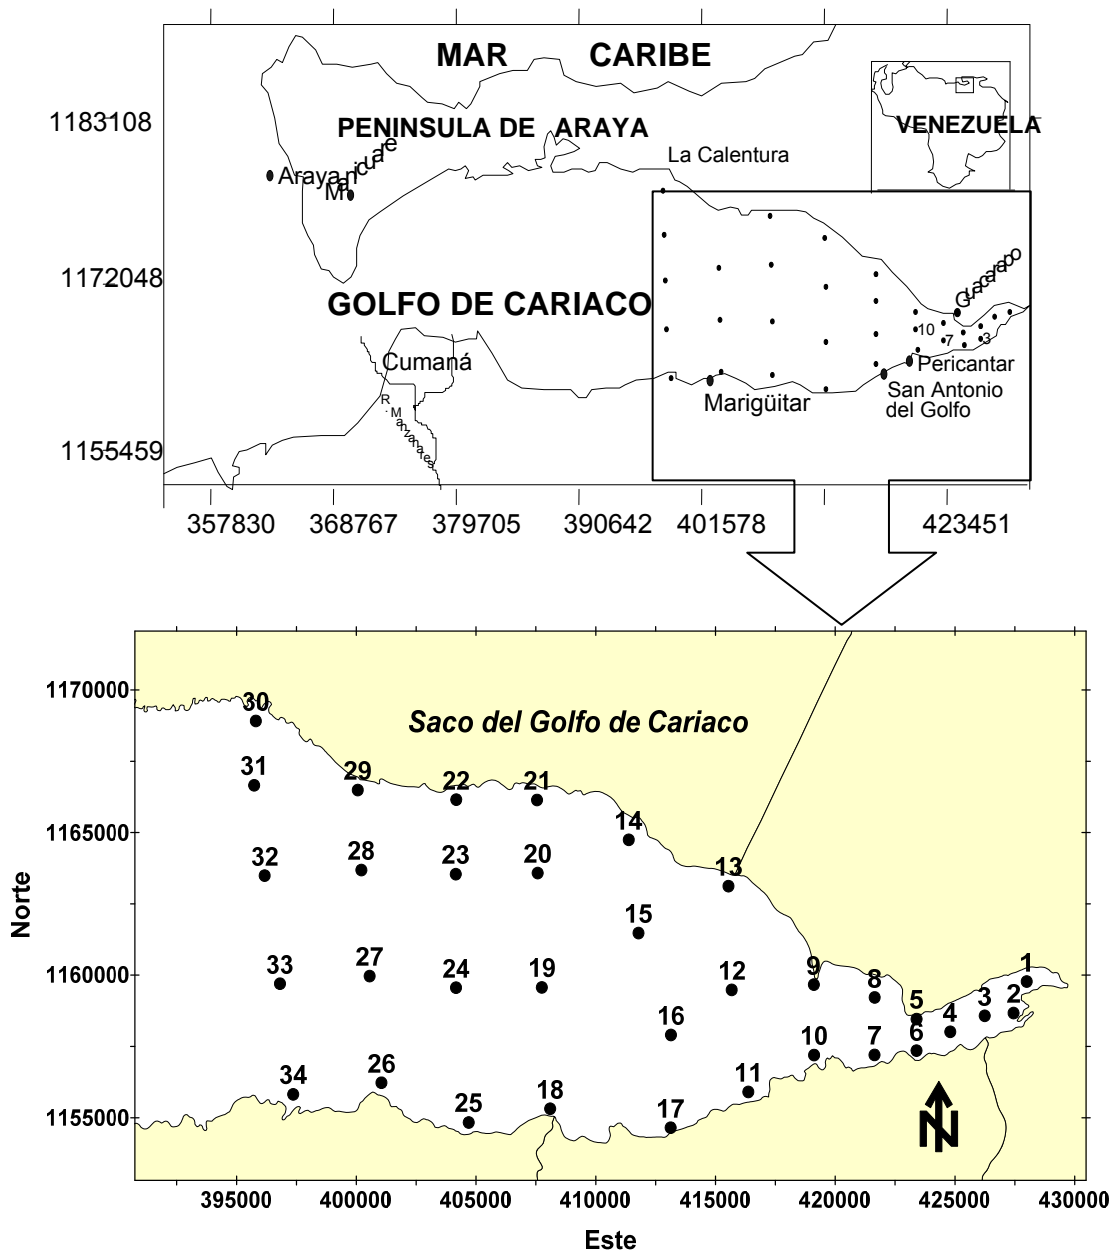 MAR CARIBE
1183108
PENINSULA DE ARAYA
VENEZUELA
La Calentura
Araya
Manicuare
Guacarapo
1172048
GOLFO DE CARIACO
10
7
3
Cumaná
Pericantar
San Antonio
del Golfo
Marigüitar
R. Manzanares
1155459
357830 368767 379705 390642 401578 423451
Saco del Golfo de Cariaco
Norte
1170000
1165000
1160000
1155000
30
31 29 22 21
14
32 28 23 20 13
15
33 27 24 19 12 9 8 1
5 3 2
16 10 7 6 4
34 26 25 18 17 11
N
395000 400000 405000 410000 415000 420000 425000 430000
Este